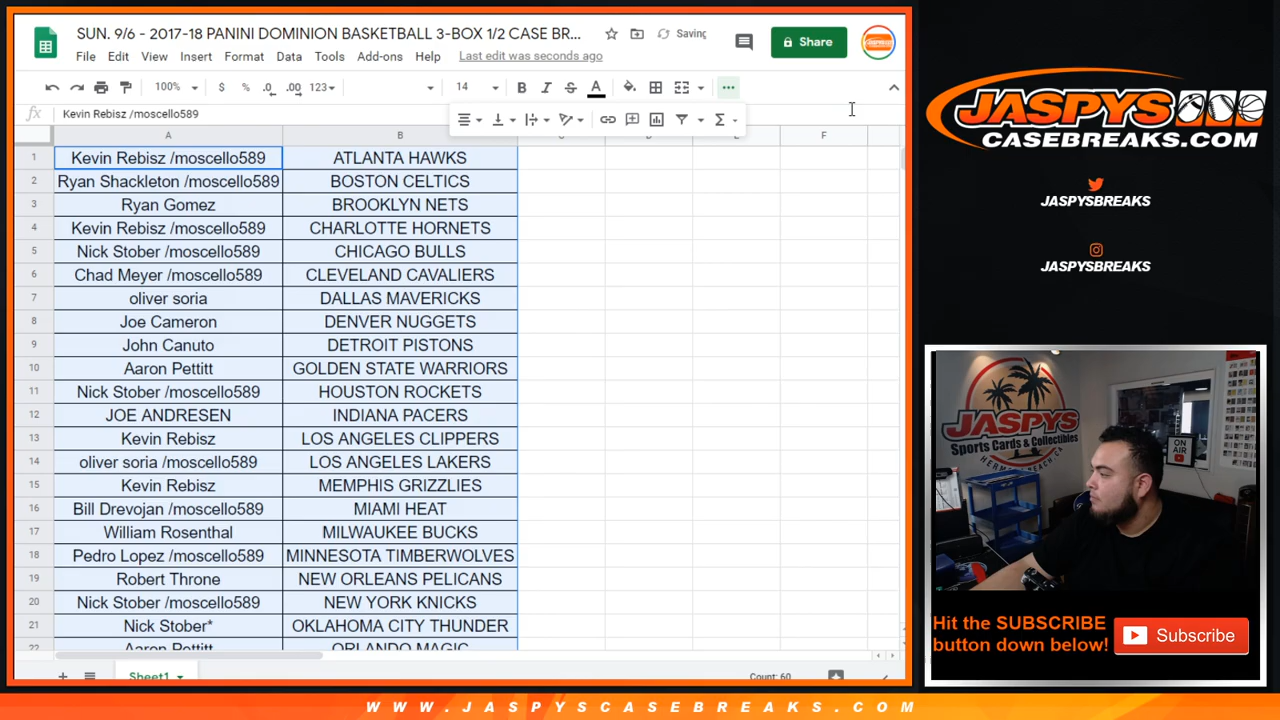 SUN. 9/6 - 2017-18 PANINI DOMINION BASKETBALL 3-BOX 1/2 CASE BR...
Saving
Share
File Edit View Insert Format Data Tools Add-ons Help Last edit was seconds ago
100% $ % .0 .00 123 14 B I S A
fx Kevin Rebisz /moscello589
A B C D E F
1 Kevin Rebisz /moscello589 ATLANTA HAWKS
2 Ryan Shackleton /moscello589 BOSTON CELTICS
3 Ryan Gomez BROOKLYN NETS
4 Kevin Rebisz /moscello589 CHARLOTTE HORNETS
5 Nick Stober /moscello589 CHICAGO BULLS
6 Chad Meyer /moscello589 CLEVELAND CAVALIERS
7 oliver soria DALLAS MAVERICKS
8 Joe Cameron DENVER NUGGETS
9 John Canuto DETROIT PISTONS
10 Aaron Pettitt GOLDEN STATE WARRIORS
11 Nick Stober /moscello589 HOUSTON ROCKETS
12 JOE ANDRESEN INDIANA PACERS
13 Kevin Rebisz LOS ANGELES CLIPPERS
14 oliver soria /moscello589 LOS ANGELES LAKERS
15 Kevin Rebisz MEMPHIS GRIZZLIES
16 Bill Drevojan /moscello589 MIAMI HEAT
17 William Rosenthal MILWAUKEE BUCKS
18 Pedro Lopez /moscello589 MINNESOTA TIMBERWOLVES
19 Robert Throne NEW ORLEANS PELICANS
20 Nick Stober /moscello589 NEW YORK KNICKS
21 Nick Stober* OKLAHOMA CITY THUNDER
22 Aaron Pettitt ORLANDO MAGIC
Sheet1 Count: 60
JASPYS
CASEBREAKS.COM
JASPYSBREAKS
JASPYSBREAKS
JASPYS
Sports Cards & Collectibles
ON AIR
Hit the SUBSCRIBE
button down below!
Subscribe
WWW.JASPYSCASEBREAKS.COM